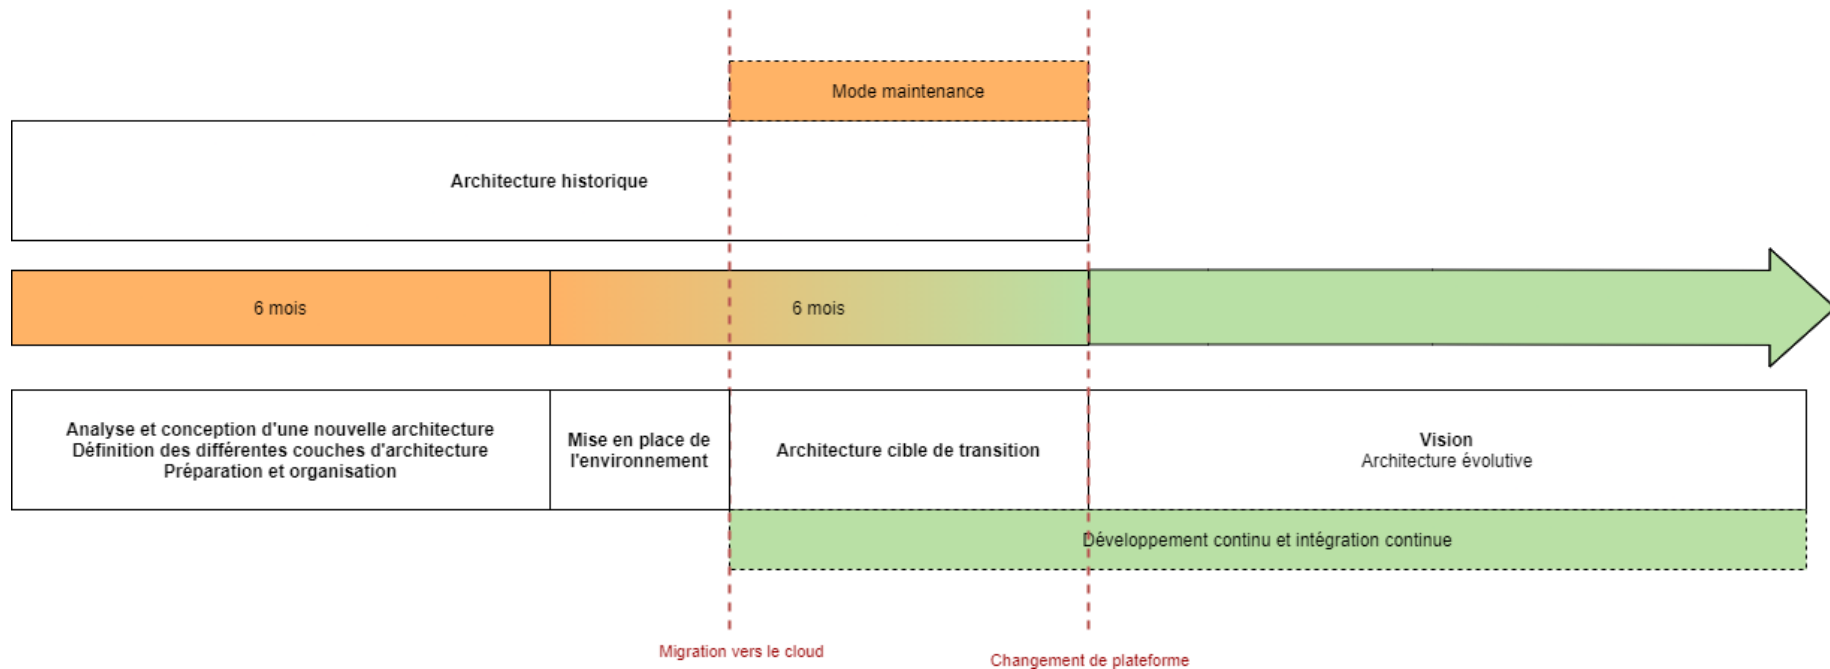 Mode maintenance
Architecture historique
6 mois
6 mois
Analyse et conception d'une nouvelle architecture
Définition des différentes couches d'architecture
Préparation et organisation
Mise en place de
l'environnement
Architecture cible de transition
Vision
Architecture évolutive
Développement continu et intégration continue
Migration vers le cloud
Changement de plateforme